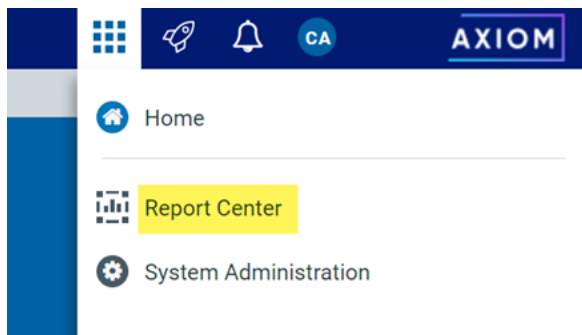 CA
AXIOM
Home
Report Center
System Administration